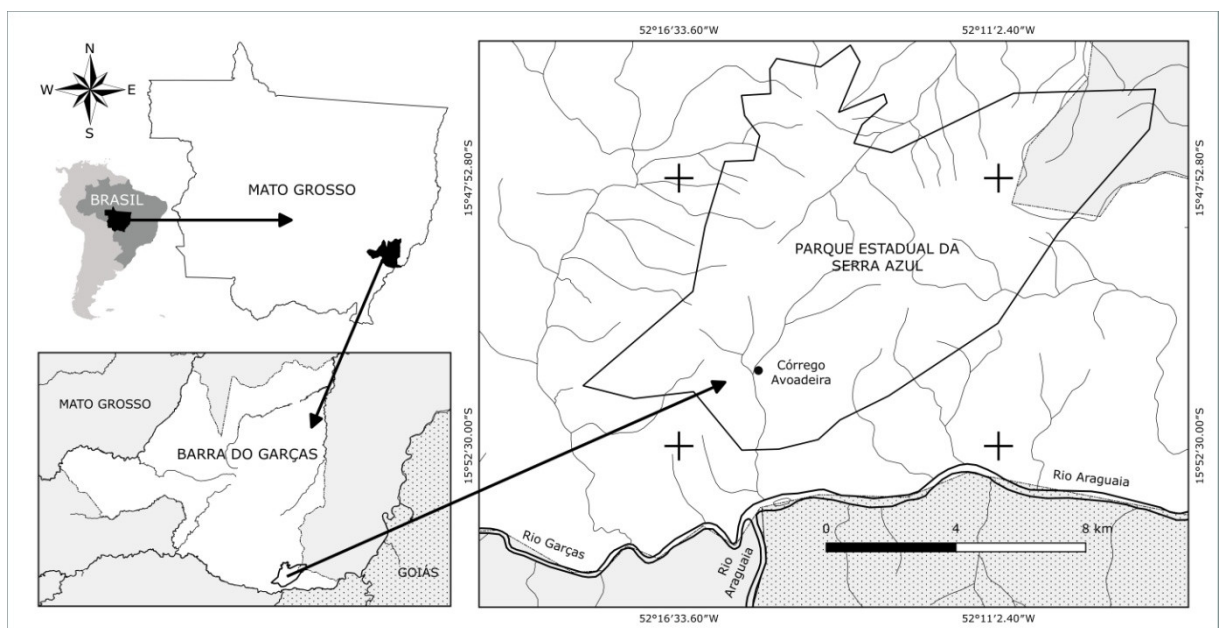 N
W
E
S
BRASIL
MATO GROSSO
MATO GROSSO
BARRA DO GARÇAS
GOIÁS
52°16’33.60”W
52°11’2.40”W
15°47’52.80”S
15°47’52.80”S
PARQUE ESTADUAL DA
SERRA AZUL
Córrego
Avoadeira
15°52’30.00”S
15°52’30.00”S
Rio Araguaia
Rio Garças
Rio
Araguaia
0
4
8 km
52°16’33.60”W
52°11’2.40”W